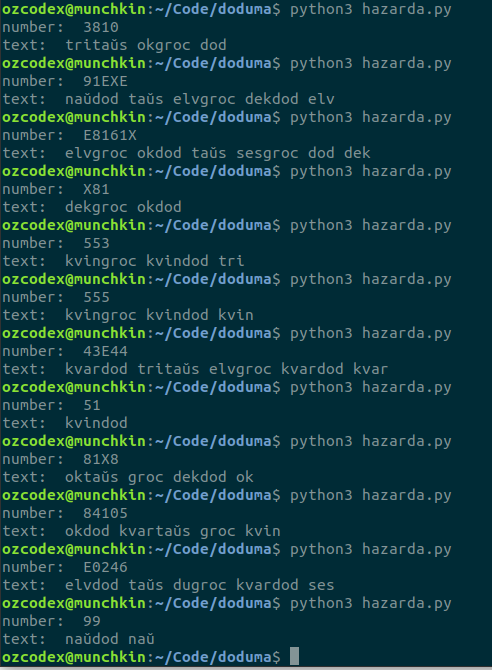 ozcodex@munchkin:~/Code/doduma$ python3 hazarda.py
number:  3810
text:  tritaŭs okgroc dod
ozcodex@munchkin:~/Code/doduma$ python3 hazarda.py
number:  91EXE
text:  naŭdod taŭs elvgroc dekdod elv
ozcodex@munchkin:~/Code/doduma$ python3 hazarda.py
number:  E8161X
text:  elvgroc okdod taŭs sesgroc dod dek
ozcodex@munchkin:~/Code/doduma$ python3 hazarda.py
number:  X81
text:  dekgroc okdod
ozcodex@munchkin:~/Code/doduma$ python3 hazarda.py
number:  553
text:  kvingroc kvindod tri
ozcodex@munchkin:~/Code/doduma$ python3 hazarda.py
number:  555
text:  kvingroc kvindod kvin
ozcodex@munchkin:~/Code/doduma$ python3 hazarda.py
number:  43E44
text:  kvardod tritaŭs elvgroc kvardod kvar
ozcodex@munchkin:~/Code/doduma$ python3 hazarda.py
number:  51
text:  kvindod
ozcodex@munchkin:~/Code/doduma$ python3 hazarda.py
number:  81X8
text:  oktaŭs groc dekdod ok
ozcodex@munchkin:~/Code/doduma$ python3 hazarda.py
number:  84105
text:  okdod kvartaŭs groc kvin
ozcodex@munchkin:~/Code/doduma$ python3 hazarda.py
number:  E0246
text:  elvdod taŭs dugroc kvardod ses
ozcodex@munchkin:~/Code/doduma$ python3 hazarda.py
number:  99
text:  naŭdod naŭ
ozcodex@munchkin:~/Code/doduma$